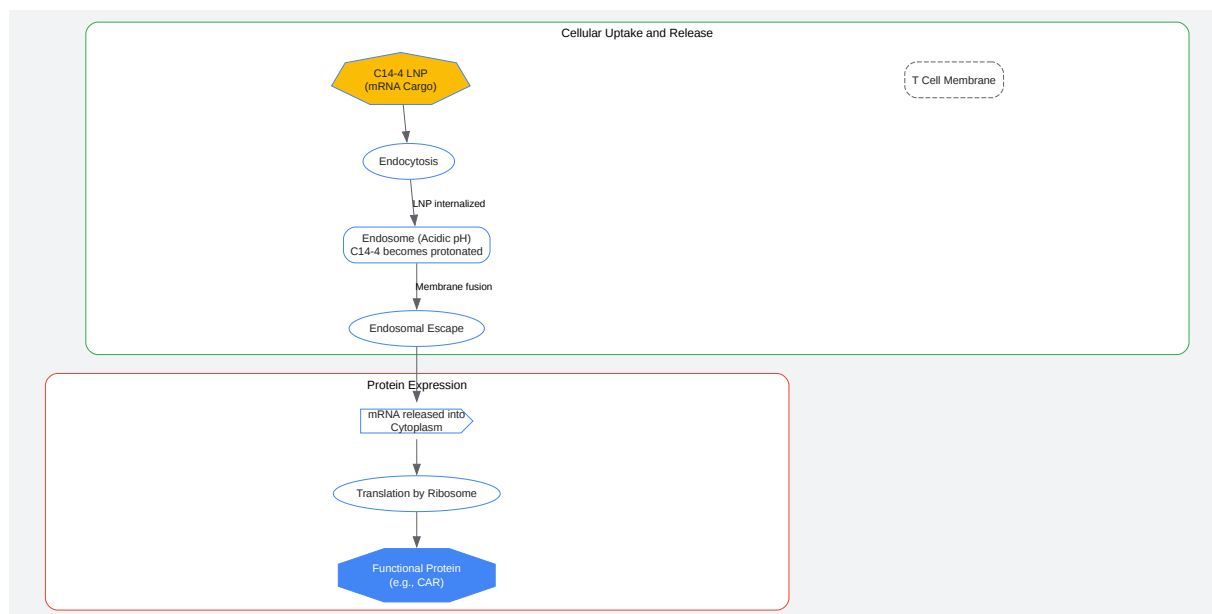 Cellular Uptake and Release
C14-4 LNP
(mRNA Cargo)
T Cell Membrane
Endocytosis
LNP internalized
Endosome (Acidic pH)
C14-4 becomes protonated
Membrane fusion
Endosomal Escape
Protein Expression
mRNA released into
Cytoplasm
Translation by Ribosome
Functional Protein
(e.g., CAR)